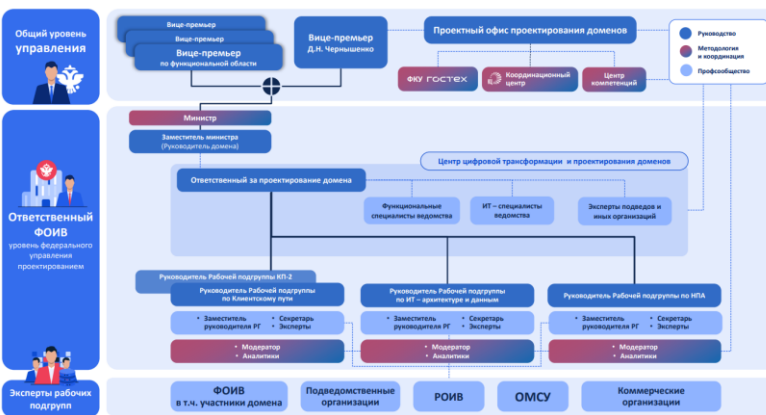 Общий уровень
управления
Вице-премьер
Вице-премьер
Вице-премьер
по функциональной области
Вице-премьер
Д.Н. Чернышенко
Проектный офис проектирования доменов
ФКУ ГОСТЕХ
Координационный
центр
Центр
компетенций
Руководство
Методология
и координация
Профсообщество
Министр
Заместитель министра
(Руководитель домена)
Центр цифровой трансформации и проектирования доменов
Ответственный за проектирование домена
Функциональные
специалисты ведомства
ИТ – специалисты
ведомства
Эксперты подведов и
иных организаций
Ответственный
ФОИВ
уровень федерального
управления
проектированием
Руководитель Рабочей подгруппы КП-2
Руководитель Рабочей подгруппы
по Клиентскому пути
Руководитель Рабочей подгруппы
по ИТ – архитектуре и данным
Руководитель Рабочей подгруппы по НПА
• Заместитель
руководителя РГ
• Секретарь
• Эксперты
• Заместитель
руководителя РГ
• Секретарь
• Эксперты
• Заместитель
руководителя РГ
• Секретарь
• Эксперты
• Модератор
• Аналитики
• Модератор
• Аналитики
• Модератор
• Аналитики
Эксперты рабочих
подгрупп
ФОИВ
в т.ч. участники домена
Подведомственные
организации
РОИВ
ОМСУ
Коммерческие
организации